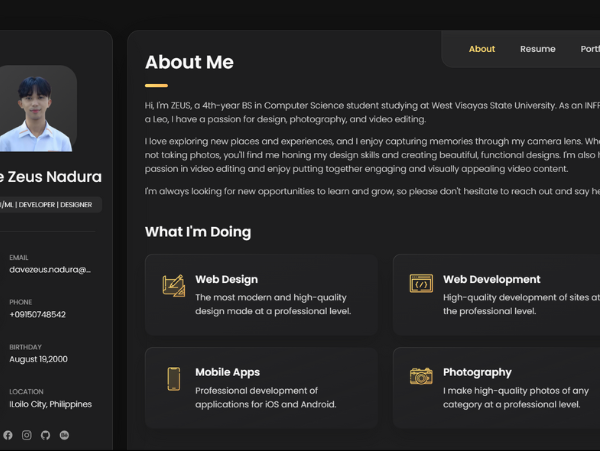 e Zeus Nadura
I/ML | DEVELOPER | DESIGNER
EMAIL
davezeus.nadura@...
PHONE
+09150748542
BIRTHDAY
August 19,2000
LOCATION
ILoilo City, Philippines
About Resume Portf
About Me
Hi, I'm ZEUS, a 4th-year BS in Computer Science student studying at West Visayas State University. As an INFP
a Leo, I have a passion for design, photography, and video editing.
I love exploring new places and experiences, and I enjoy capturing memories through my camera lens. Whe
not taking photos, you'll find me honing my design skills and creating beautiful, functional designs. I'm also h
passion in video editing and enjoy putting together engaging and visually appealing video content.
I'm always looking for new opportunities to learn and grow, so please don't hesitate to reach out and say he
What I'm Doing
Web Design
The most modern and high-quality
design made at a professional level.
Web Development
High-quality development of sites at
the professional level.
Mobile Apps
Professional development of
applications for iOS and Android.
Photography
I make high-quality photos of any
category at a professional level.